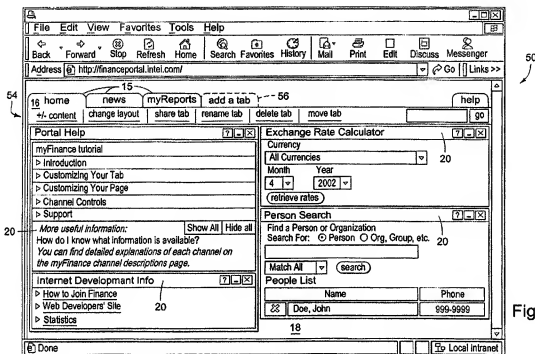 File Edit View Favorites Tools Help
Back Forward Stop Refresh Home Search Favorites History Mail Print Edit Discuss Messenger
Address http://financeportal.intel.com/ Go Links >>
50
15
54 16 home news myReports add a tab 56 help
+/- content change layout share tab rename tab delete tab move tab go
Portal Help ? _ X
myFinance tutorial
Introduction
Customizing Your Tab
Customizing Your Page
Channel Controls
Support
20 More useful information: Show All Hide all
How do I know what information is available?
You can find detailed explanations of each channel on
the myFinance channel descriptions page.
Internet Development Info ? _ X
How to Join Finance 20
Web Developers' Site
Statistics
Exchange Rate Calculator ? _ X
Currency 20
All Currencies
Month Year
4 2002
retrieve rates
Person Search ? _ X
Find a Person or Organization 20
Search For: Person Org, Group, etc.
Match All search
People List
Name Phone
Doe, John 999-9999
18
Fig
Done Local intranet